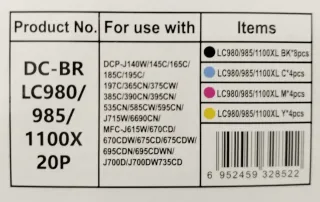 Product No.
For use with
Items
DC-BR
LC980/
985/
1100X
20P
DCP-J140W/145C/165C/
185C/195C/
197C/365CN/375CW/
385C/390CN/395CN/
535CN/585CW/595CN/
J715W/6690CN/
MFC-J615W/670CD/
670CDW/675CD/675CDW/
695CDN/695CDWN/
J700D/J700DW735CD
LC980/985/1100XL BK*8pcs
LC980/985/1100XL C*4pcs
LC980/985/1100XL M*4pcs
LC980/985/1100XL Y*4pcs
6 952459 328522